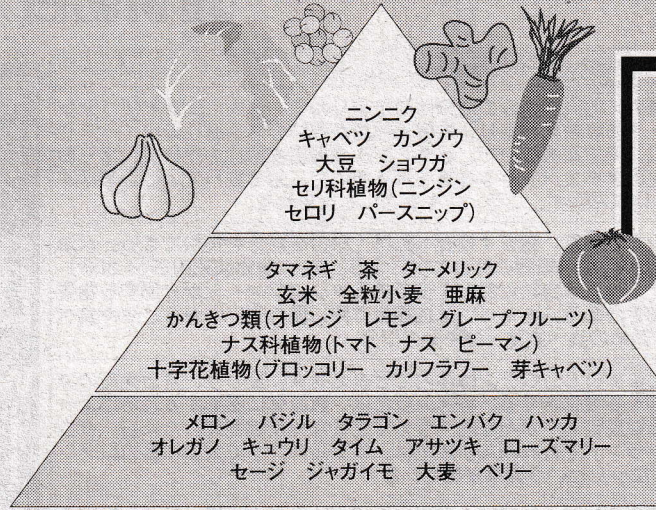 ニンニク
キャベツ　カンゾウ
大豆　ショウガ
セリ科植物(ニンジン
セロリ　パースニップ)
タマネギ　茶　ターメリック
玄米　全粒小麦　亜麻
かんきつ類(オレンジ　レモン　グレープフルーツ)
ナス科植物(トマト　ナス　ピーマン)
十字花植物(ブロッコリー　カリフラワー　芽キャベツ)
メロン　バジル　タラゴン　エンバク　ハッカ
オレガノ　キュウリ　タイム　アサツキ　ローズマリー
セージ　ジャガイモ　大麦　ベリー